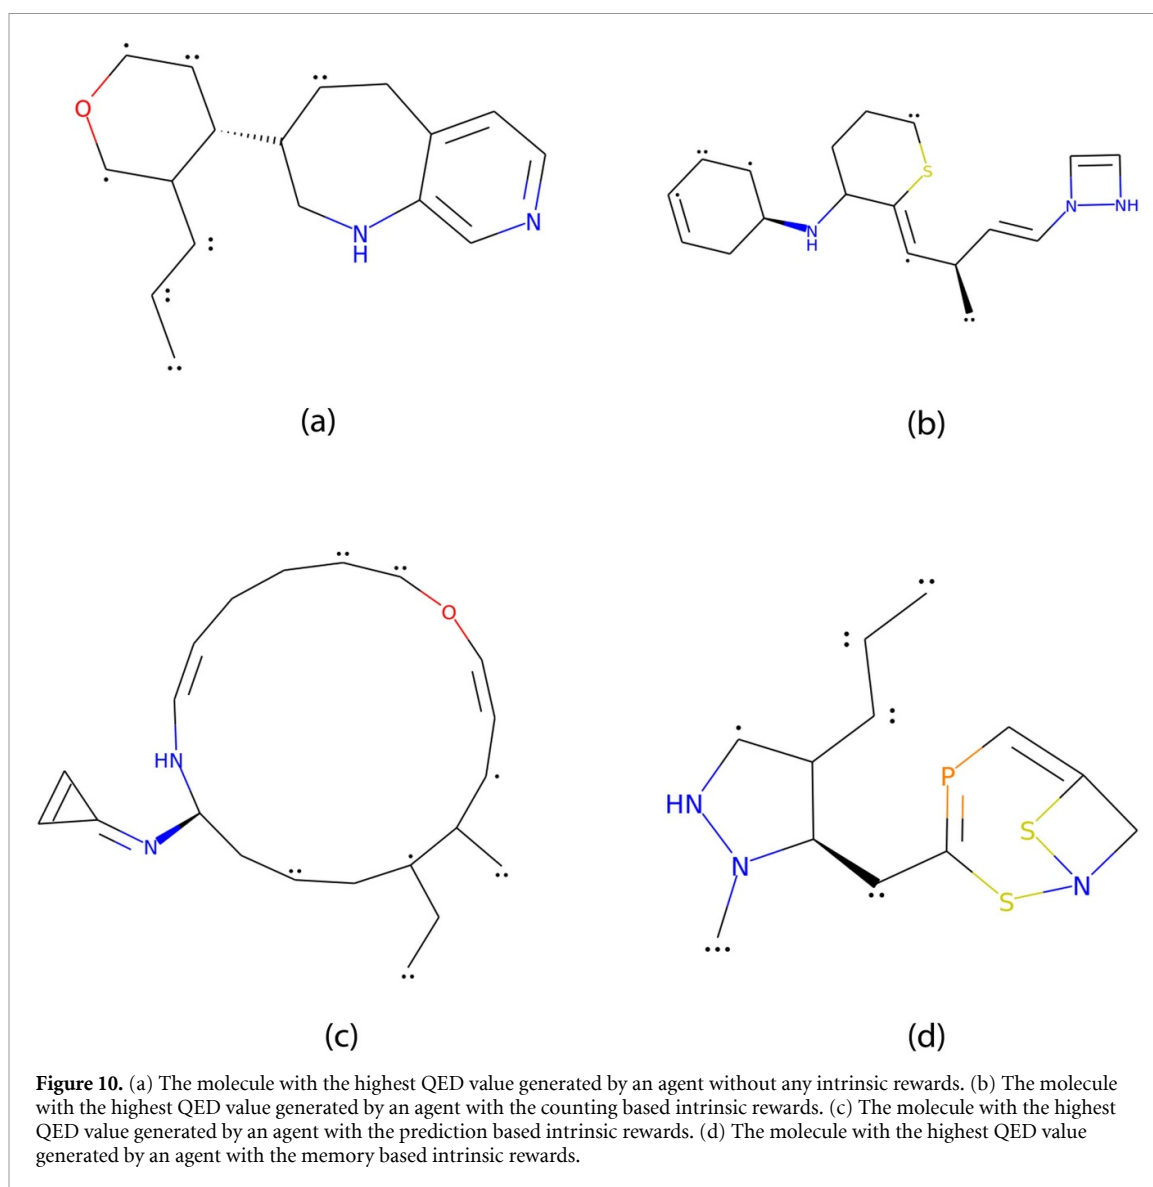 O
N
H
N
(a)
S
N
H
N
NH
(b)
O
HN
N
(c)
HN
N
P
S
S
N
(d)
Figure 10. (a) The molecule with the highest QED value generated by an agent without any intrinsic rewards. (b) The molecule
with the highest QED value generated by an agent with the counting based intrinsic rewards. (c) The molecule with the highest
QED value generated by an agent with the prediction based intrinsic rewards. (d) The molecule with the highest QED value
generated by an agent with the memory based intrinsic rewards.